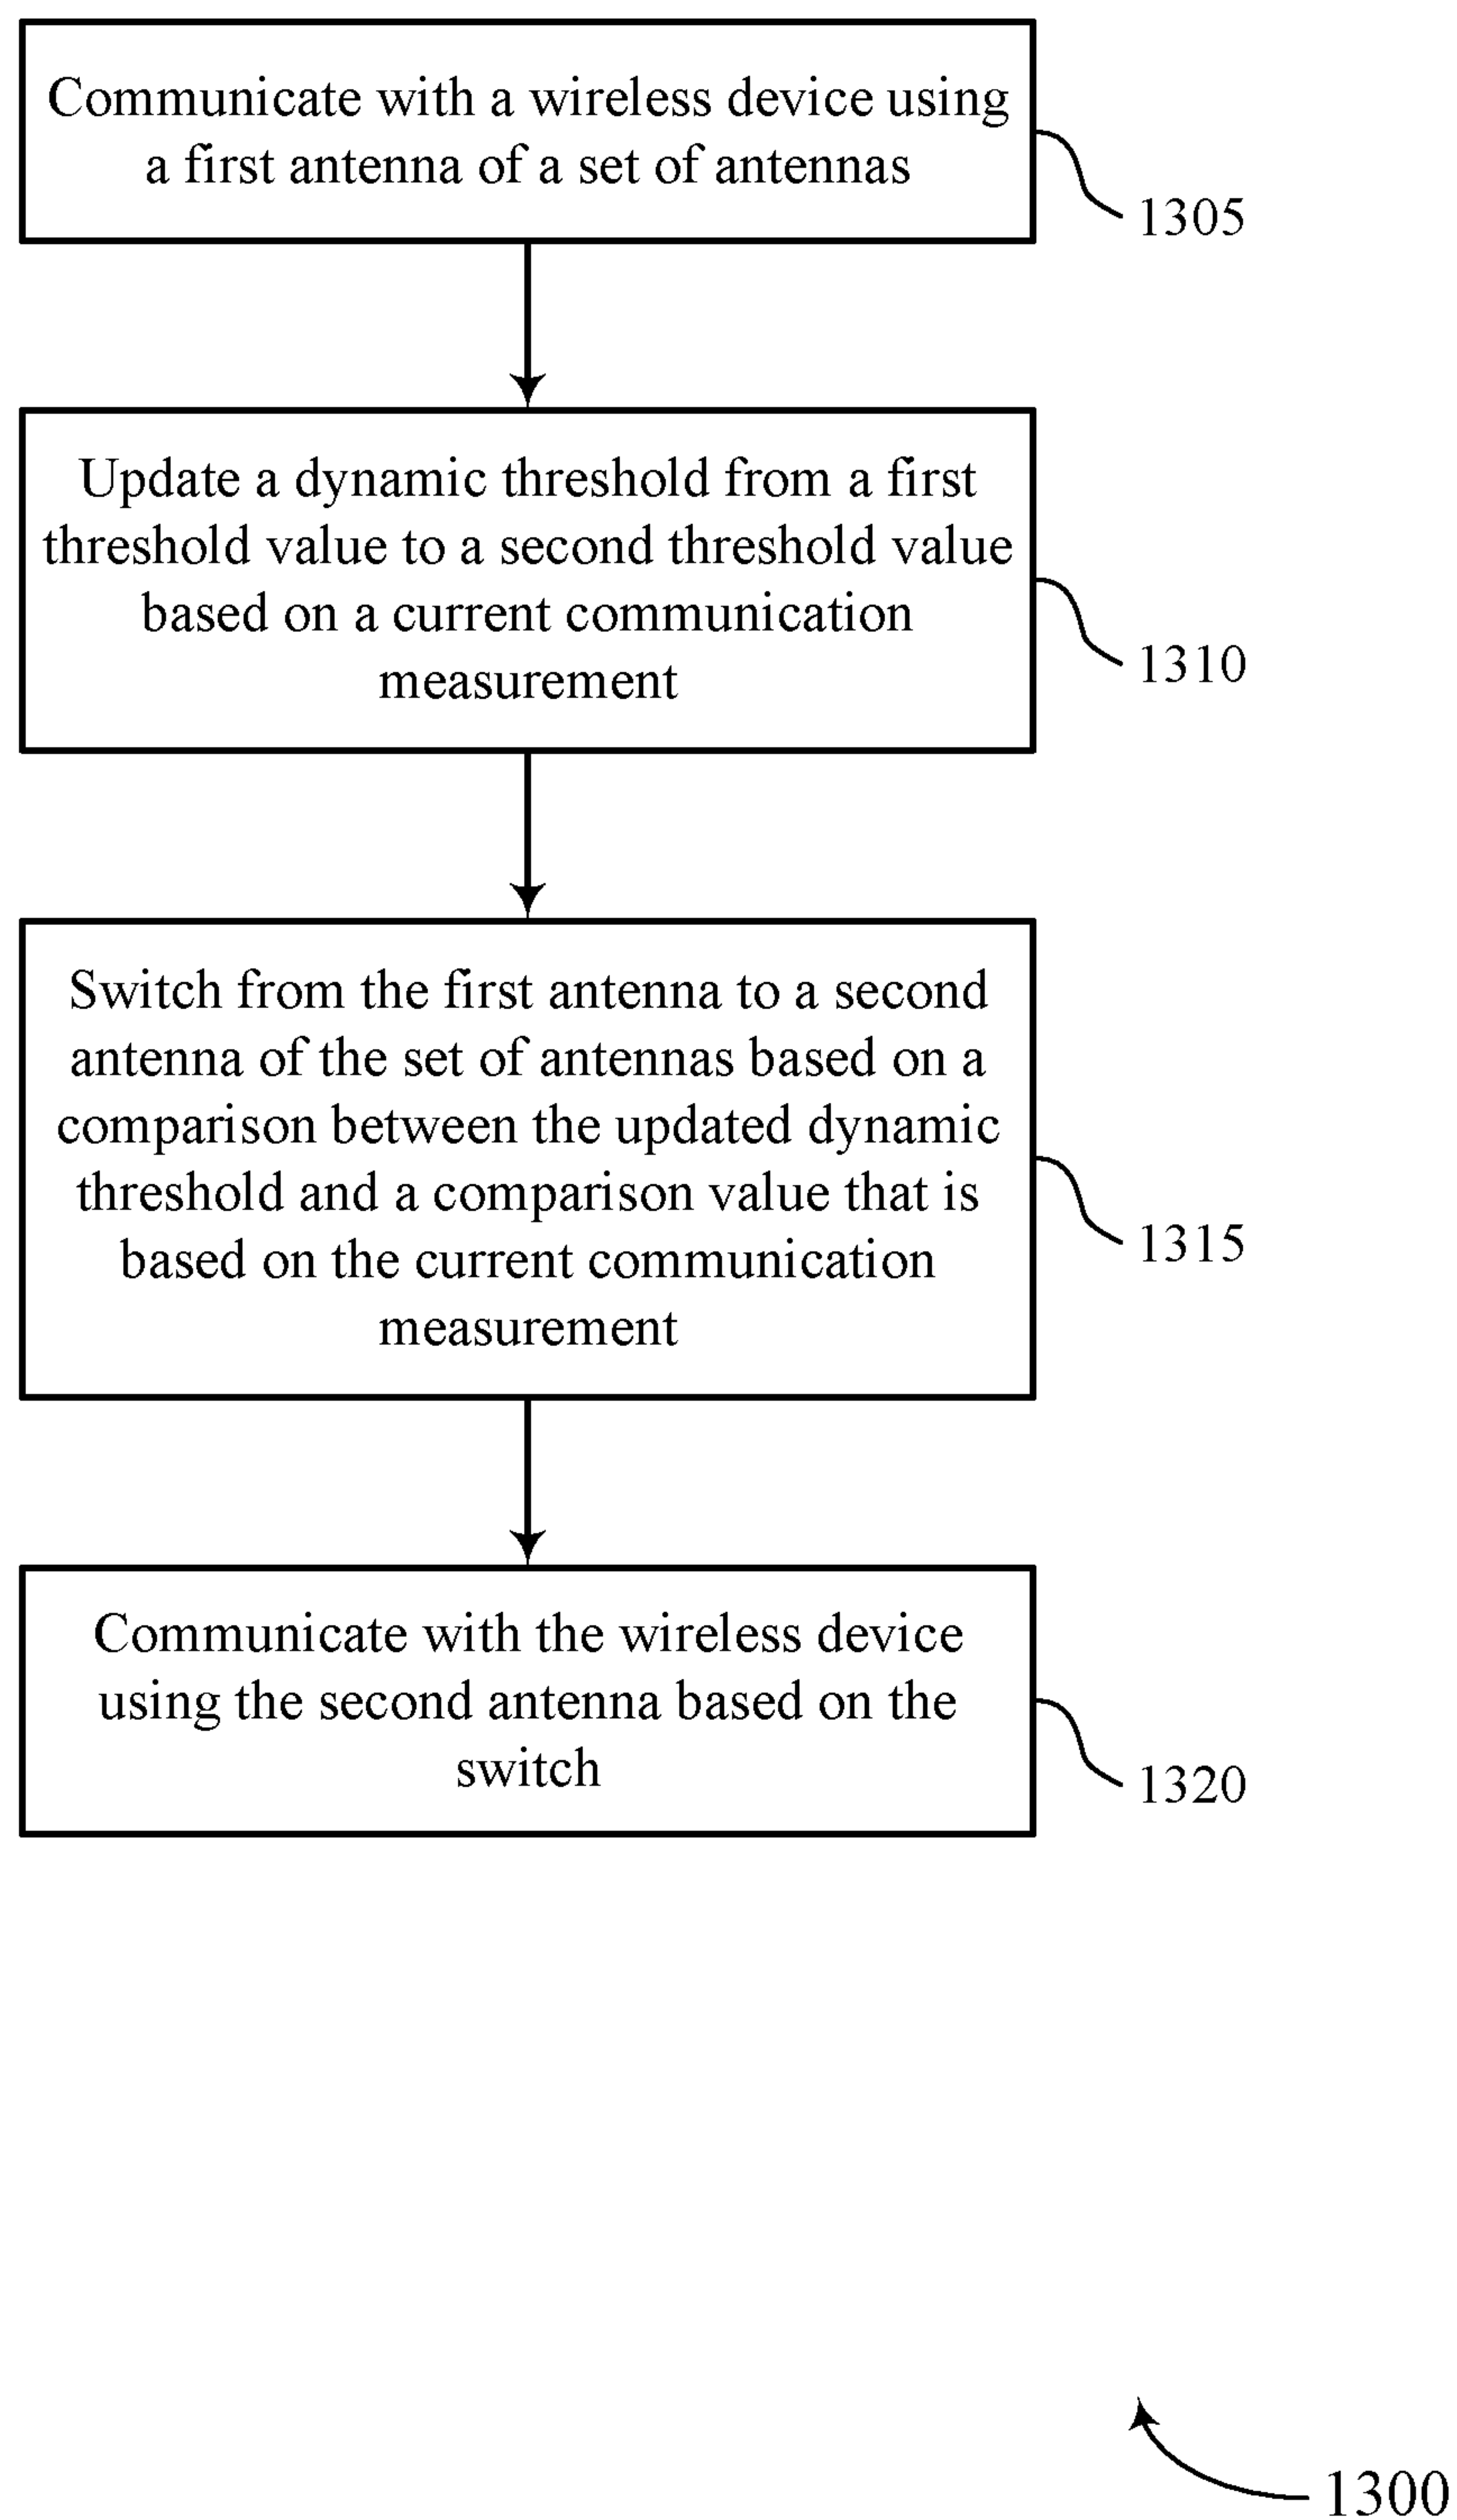 Communicate with a wireless device using
a first antenna of a set of antennas
1305
Update a dynamic threshold from a first
threshold value to a second threshold value
based on a current communication
measurement
1310
Switch from the first antenna to a second
antenna of the set of antennas based on a
comparison between the updated dynamic
threshold and a comparison value that is
based on the current communication
measurement
1315
Communicate with the wireless device
using the second antenna based on the
switch
1320
1300